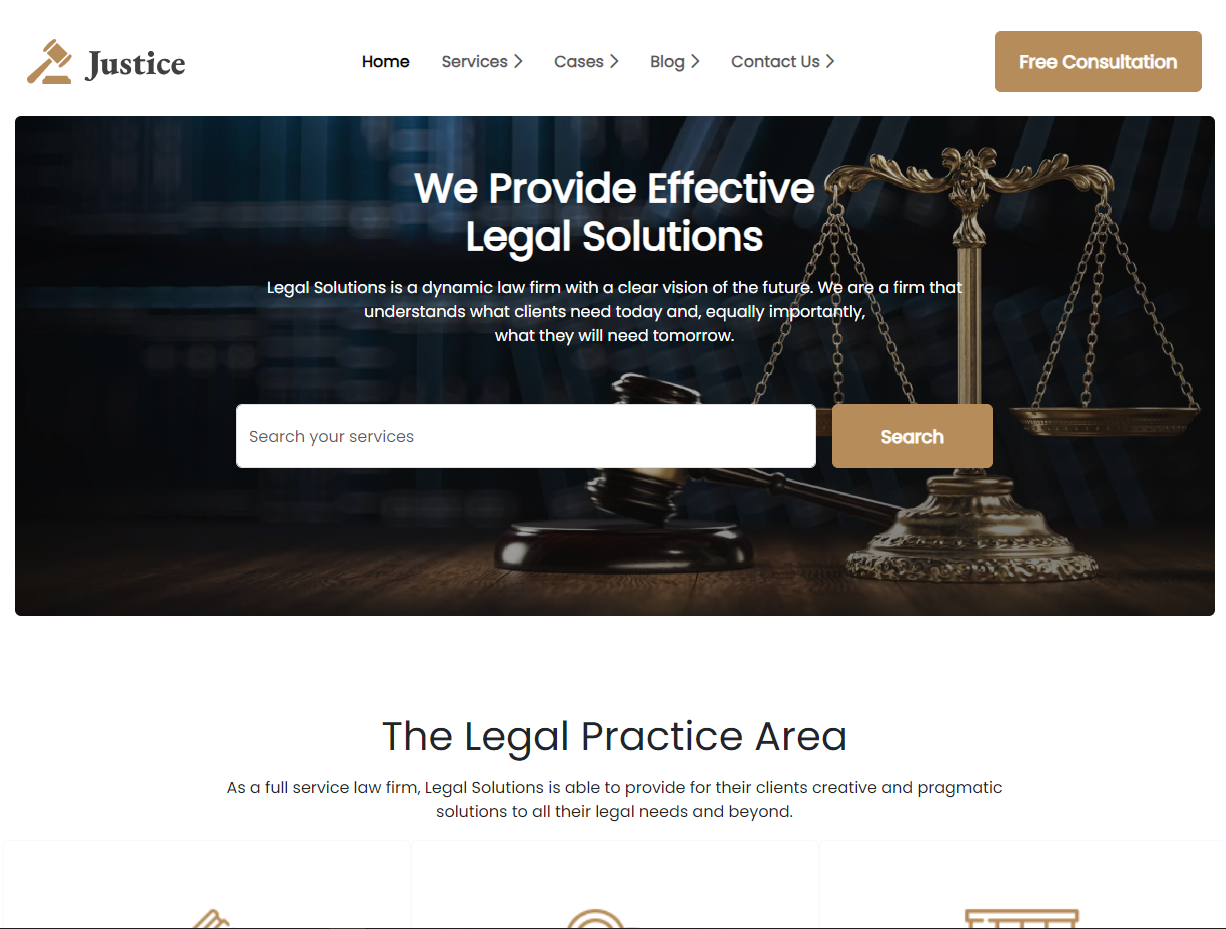 Justice
Home
Services
Cases
Blog
Contact Us
Free Consultation
We Provide Effective
Legal Solutions
Legal Solutions is a dynamic law firm with a clear vision of the future. We are a firm that
understands what clients need today and, equally importantly,
what they will need tomorrow.
Search your services
Search
The Legal Practice Area
As a full service law firm, Legal Solutions is able to provide for their clients creative and pragmatic
solutions to all their legal needs and beyond.